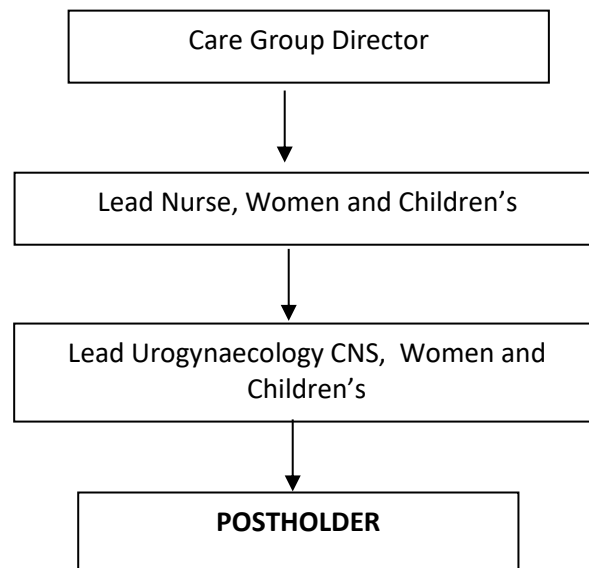 Care Group Director
Lead Nurse, Women and Children’s
Lead Urogynaecology CNS,  Women and
Children’s
POSTHOLDER